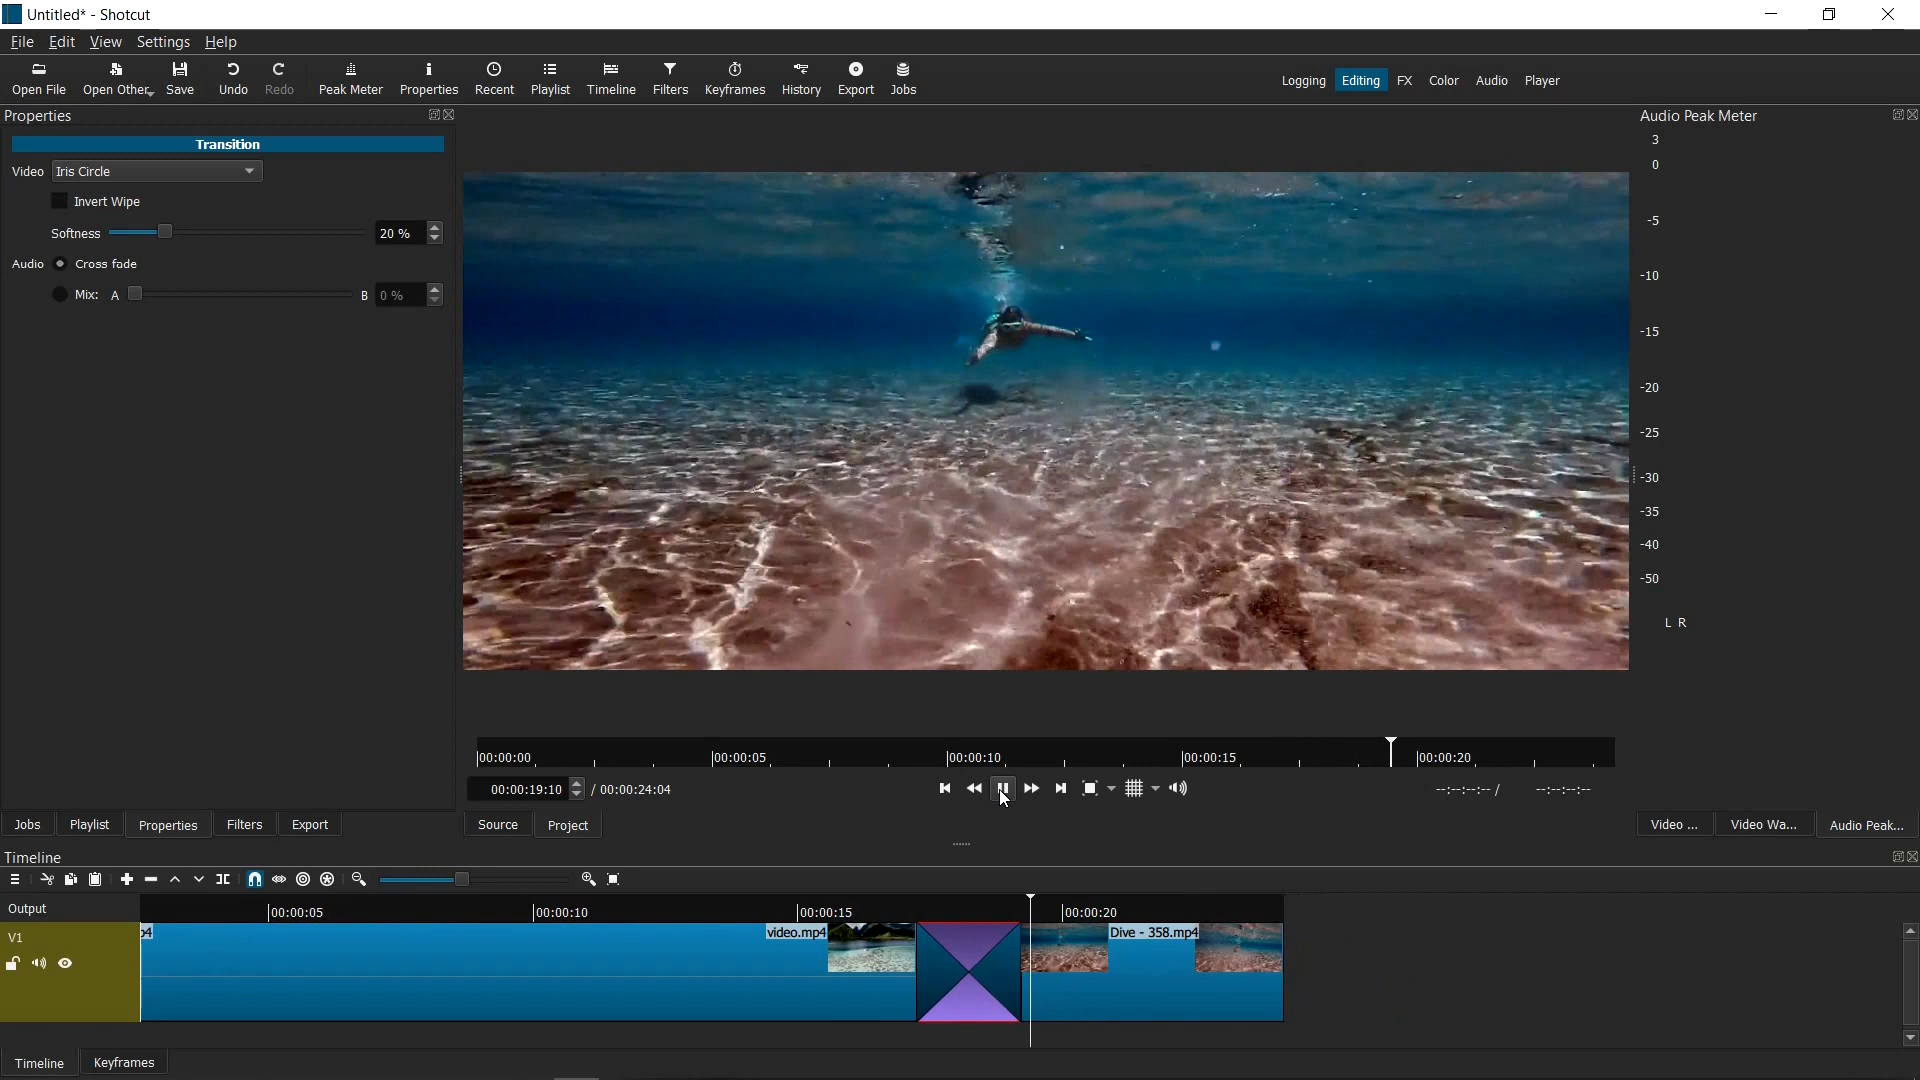 Untitled* - Shotcut
File Edit View Settings Help
Open File Open Other Save Undo Redo Peak Meter Properties Recent Playlist Timeline Filters Keyframes History Export Jobs
Logging Editing FX Color Audio Player
Properties
Transition
Video Iris Circle
Invert Wipe
Softness 20 %
Audio Cross fade
Mix: A B 0 %
Audio Peak Meter
3
0
-5
-10
-15
-20
-25
-30
-35
-40
-50
L R
00:00:00 00:00:05 00:00:10 00:00:15 00:00:20
00:00:19:10 / 00:00:24:04
--:--:--:-- / --:--:--:--
Jobs Playlist Properties Filters Export
Source Project
Video ... Video Wa... Audio Peak...
Timeline
Output
00:00:05 00:00:10 00:00:15 00:00:20
V1
p4 video.mp4 Dive - 358.mp4
Timeline Keyframes